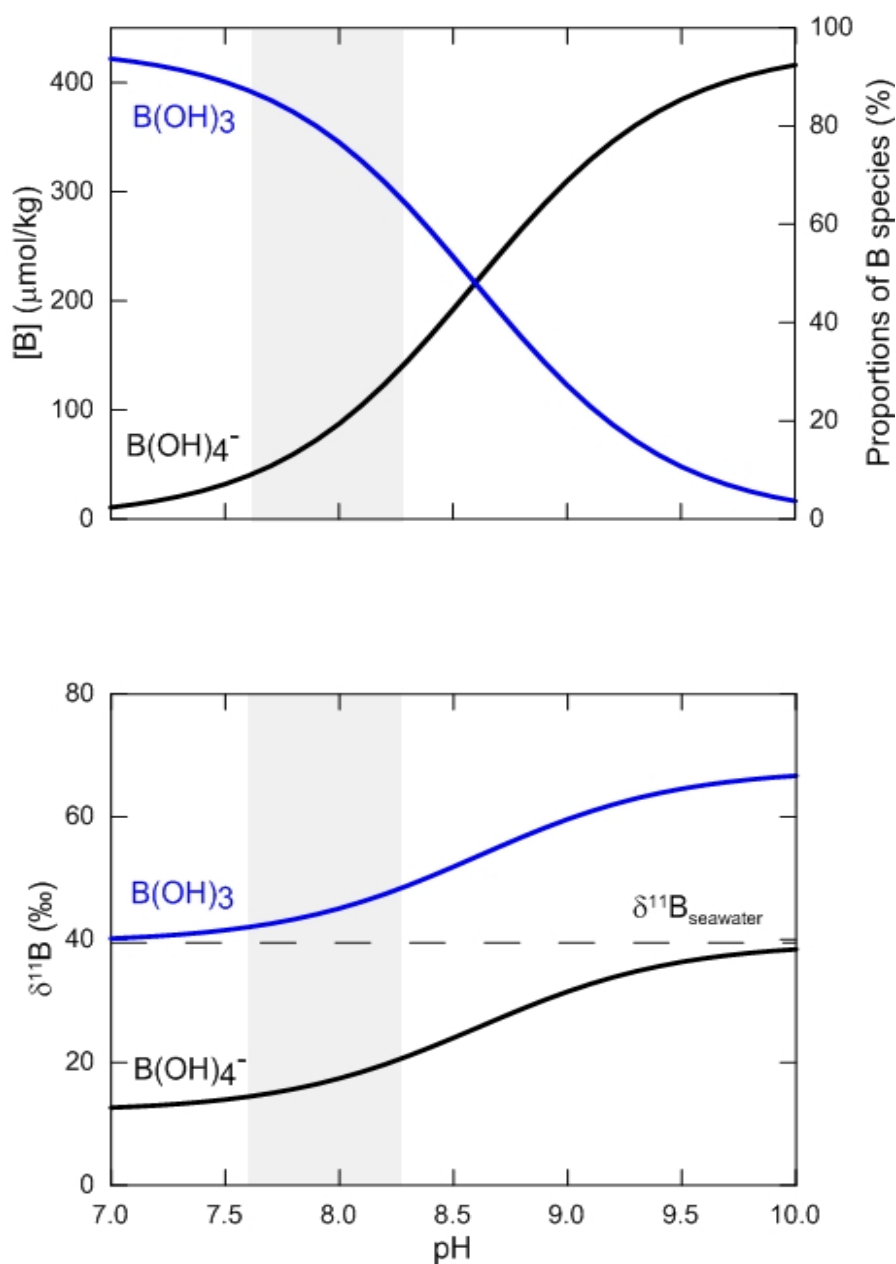 100
400
B(OH)3
80
300
60
[B] (μmol/kg)
Proportions of B species (%)
200
40
100
20
B(OH)4-
0
0
80
60
B(OH)3
δ¹¹Bseawater
δ¹¹B (‰)
40
20
B(OH)4-
0
7.0 7.5 8.0 8.5 9.0 9.5 10.0
pH